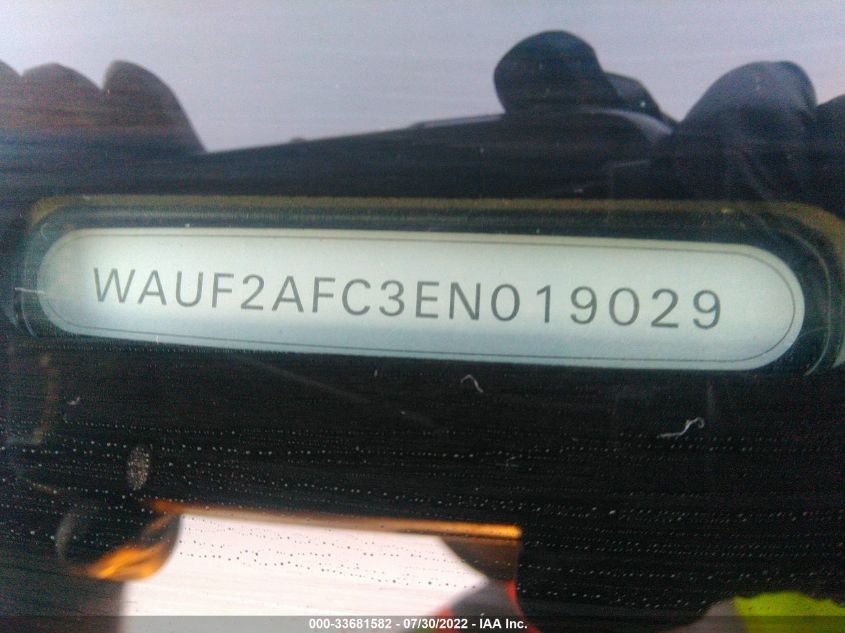 WAUF2AFC3EN019029
000-33681582 - 07/30/2022 - IAA, Inc.